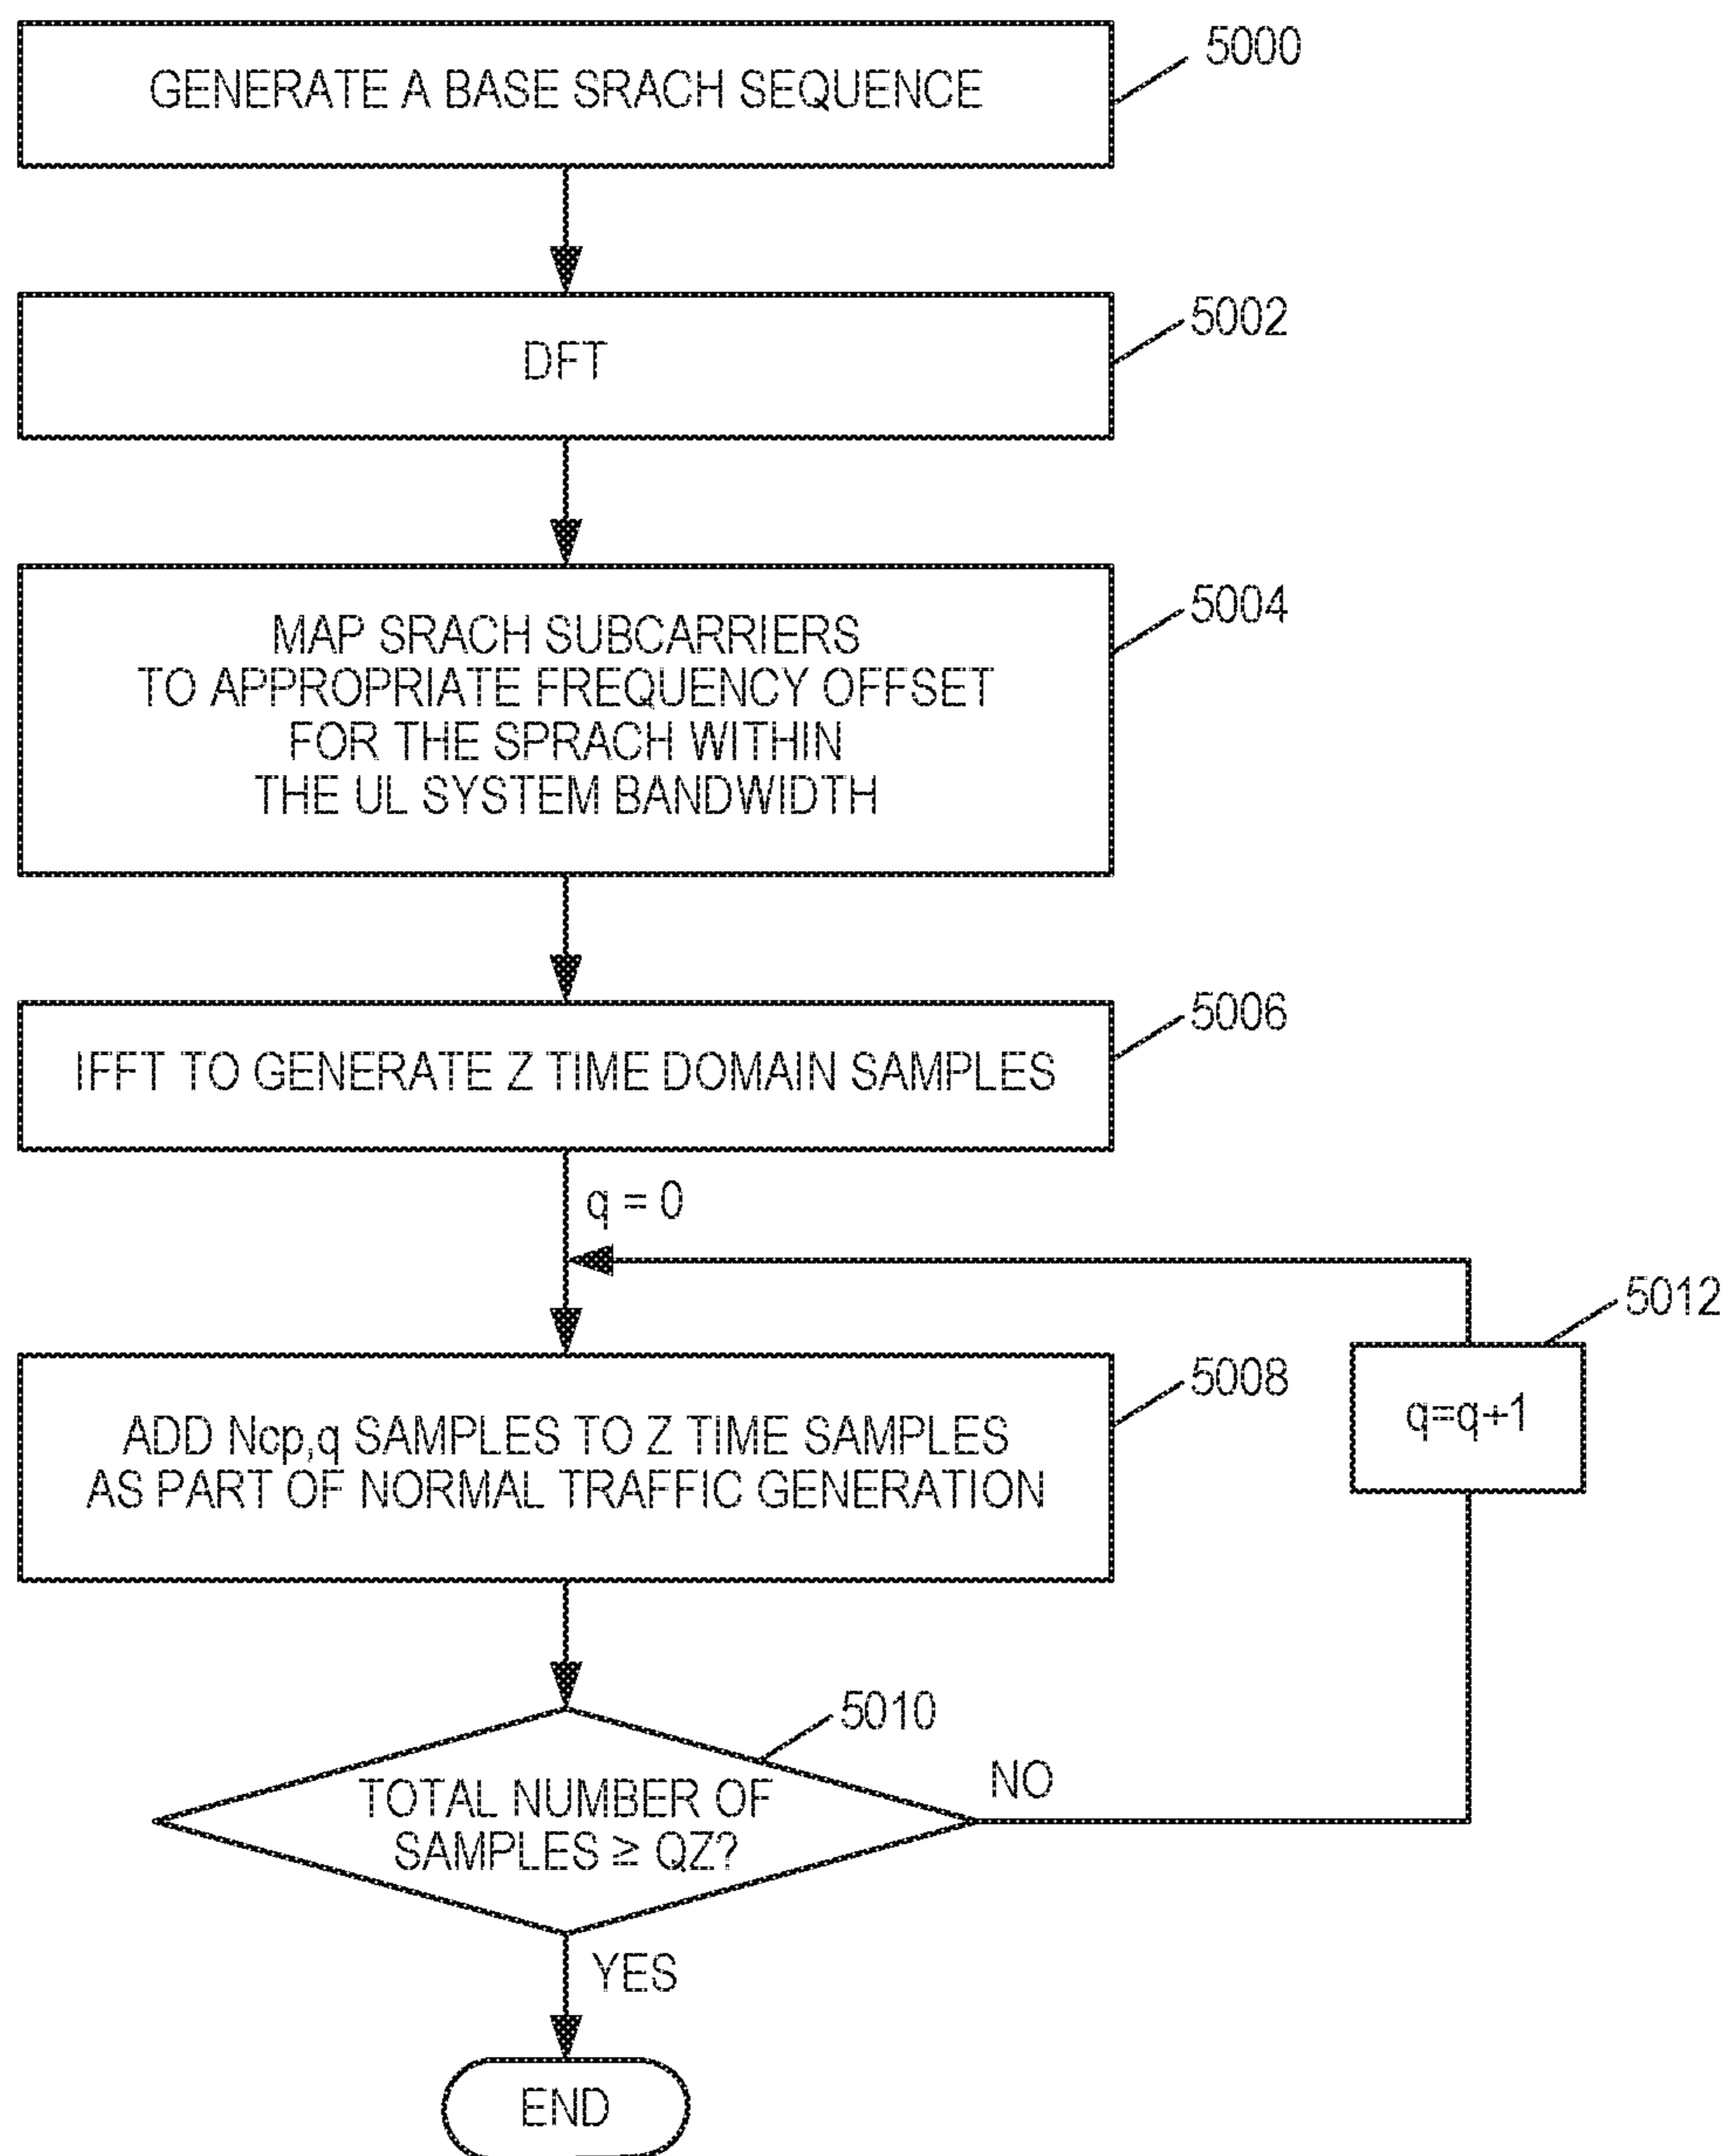 GENERATE A BASE SRACH SEQUENCE
5000
DFT
5002
MAP SRACH SUBCARRIERS
TO APPROPRIATE FREQUENCY OFFSET
FOR THE SPRACH WITHIN
THE UL SYSTEM BANDWIDTH
5004
IFFT TO GENERATE Z TIME DOMAIN SAMPLES
5006
q = 0
ADD Ncp,q SAMPLES TO Z TIME SAMPLES
AS PART OF NORMAL TRAFFIC GENERATION
5008
q=q+1
5012
TOTAL NUMBER OF
SAMPLES ≥ QZ?
5010
NO
YES
END